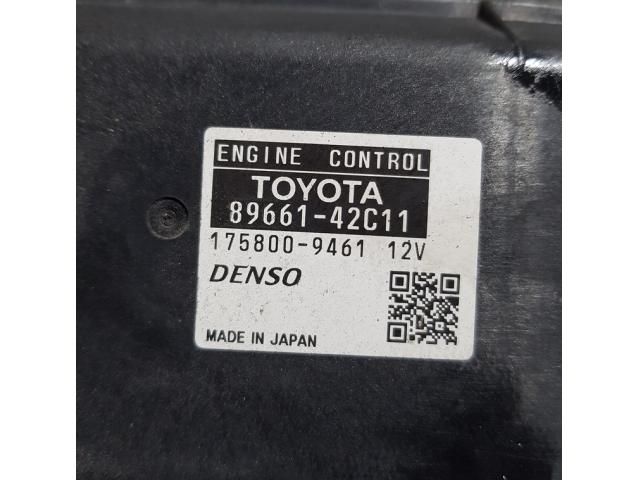 ENGINE CONTROL
TOYOTA
89661-42C11
175800-9461 12V
DENSO
MADE IN JAPAN